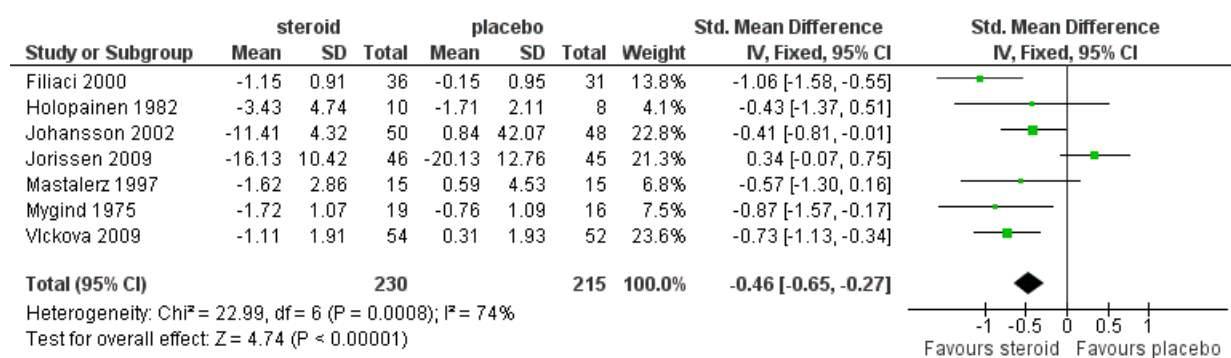 steroid placebo Std. Mean Difference Std. Mean Difference
Study or Subgroup Mean SD Total Mean SD Total Weight IV, Fixed, 95% CI IV, Fixed, 95% CI
Filiaci 2000 -1.15 0.91 36 -0.15 0.95 31 13.8% -1.06 [-1.58, -0.55]
Holopainen 1982 -3.43 4.74 10 -1.71 2.11 8 4.1% -0.43 [-1.37, 0.51]
Johansson 2002 -11.41 4.32 50 0.84 42.07 48 22.8% -0.41 [-0.81, -0.01]
Jorissen 2009 -16.13 10.42 46 -20.13 12.76 45 21.3% 0.34 [-0.07, 0.75]
Mastalerz 1997 -1.62 2.86 15 0.59 4.53 15 6.8% -0.57 [-1.30, 0.16]
Mygind 1975 -1.72 1.07 19 -0.76 1.09 16 7.5% -0.87 [-1.57, -0.17]
Vlckova 2009 -1.11 1.91 54 0.31 1.93 52 23.6% -0.73 [-1.13, -0.34]
Total (95% CI) 230 215 100.0% -0.46 [-0.65, -0.27]
Heterogeneity: Chi² = 22.99, df = 6 (P = 0.0008); I² = 74%
Test for overall effect: Z = 4.74 (P < 0.00001)
-1 -0.5 0 0.5 1
Favours steroid Favours placebo